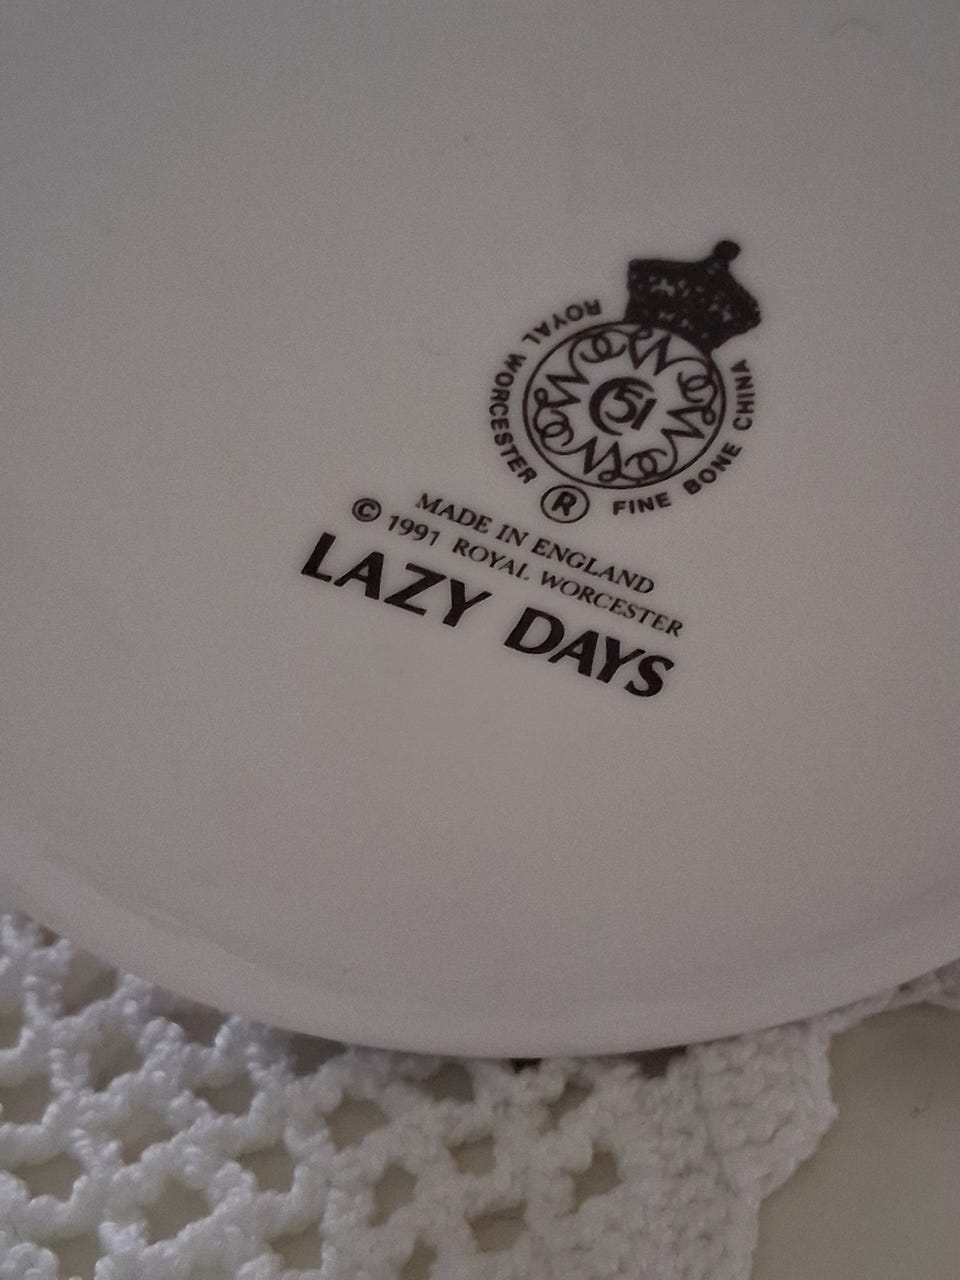 ROYAL WORCESTER
FINE BONE CHINA
51
®
MADE IN ENGLAND
© 1991 ROYAL WORCESTER
LAZY DAYS